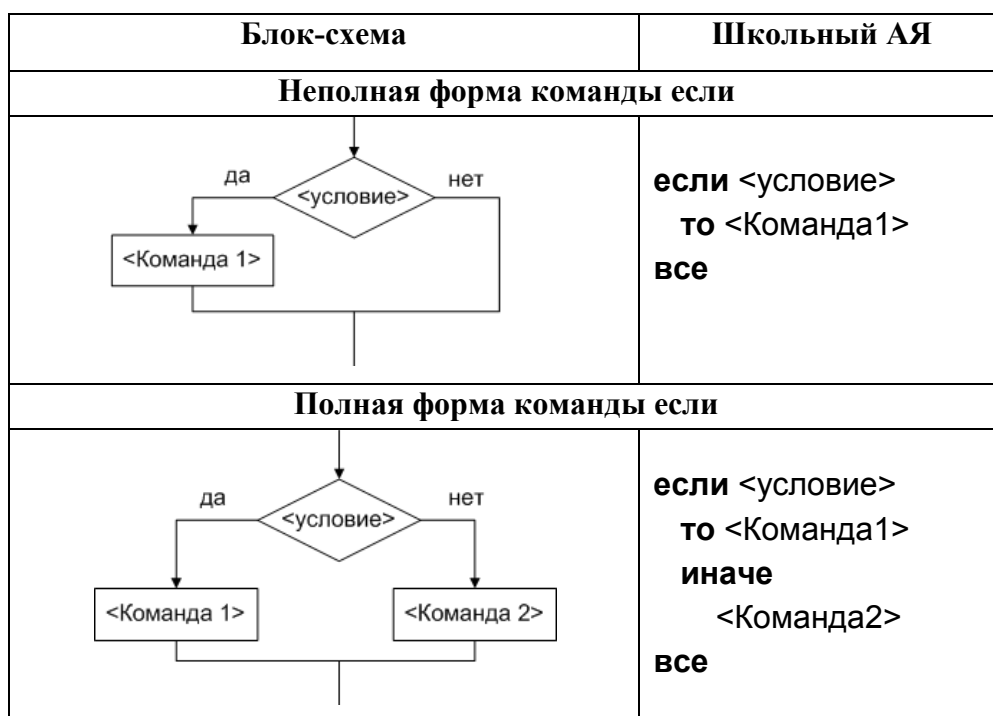 Блок-схема
Школьный АЯ
Неполная форма команды если
да
<условие>
нет
<Команда 1>
если <условие>
то <Команда1>
все
Полная форма команды если
да
<условие>
нет
<Команда 1>
<Команда 2>
если <условие>
то <Команда1>
иначе
<Команда2>
все